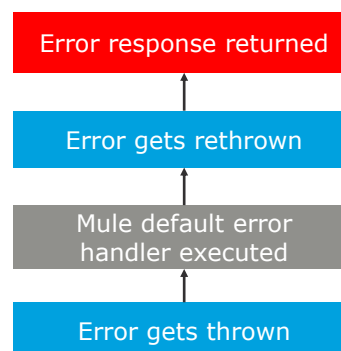 Error response returned
Error gets rethrown
Mule default error
handler executed
Error gets thrown